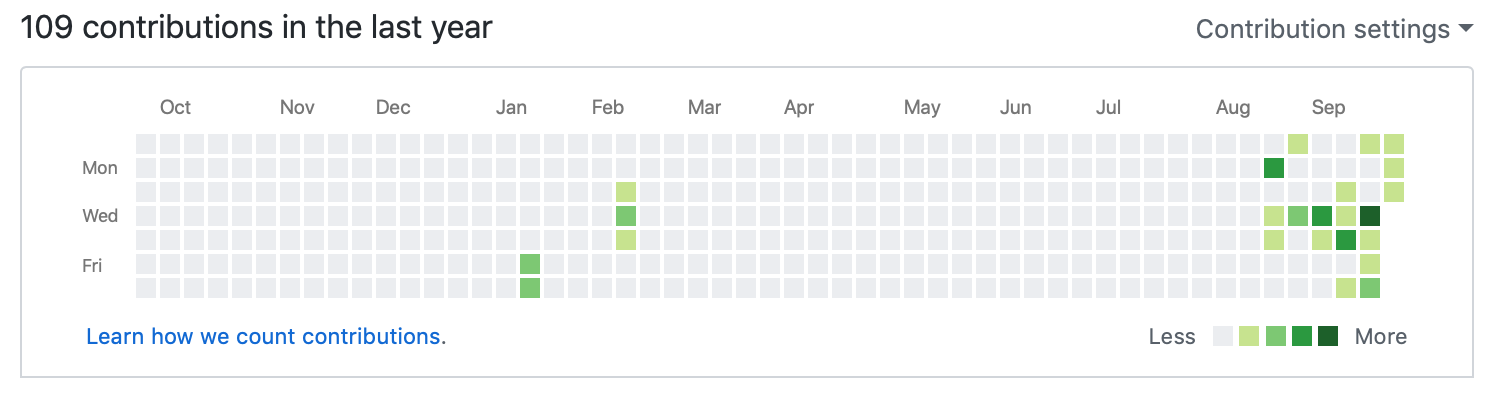 109 contributions in the last year
Contribution settings
Oct Nov Dec Jan Feb Mar Apr May Jun Jul Aug Sep
Mon
Wed
Fri
Learn how we count contributions.
Less More